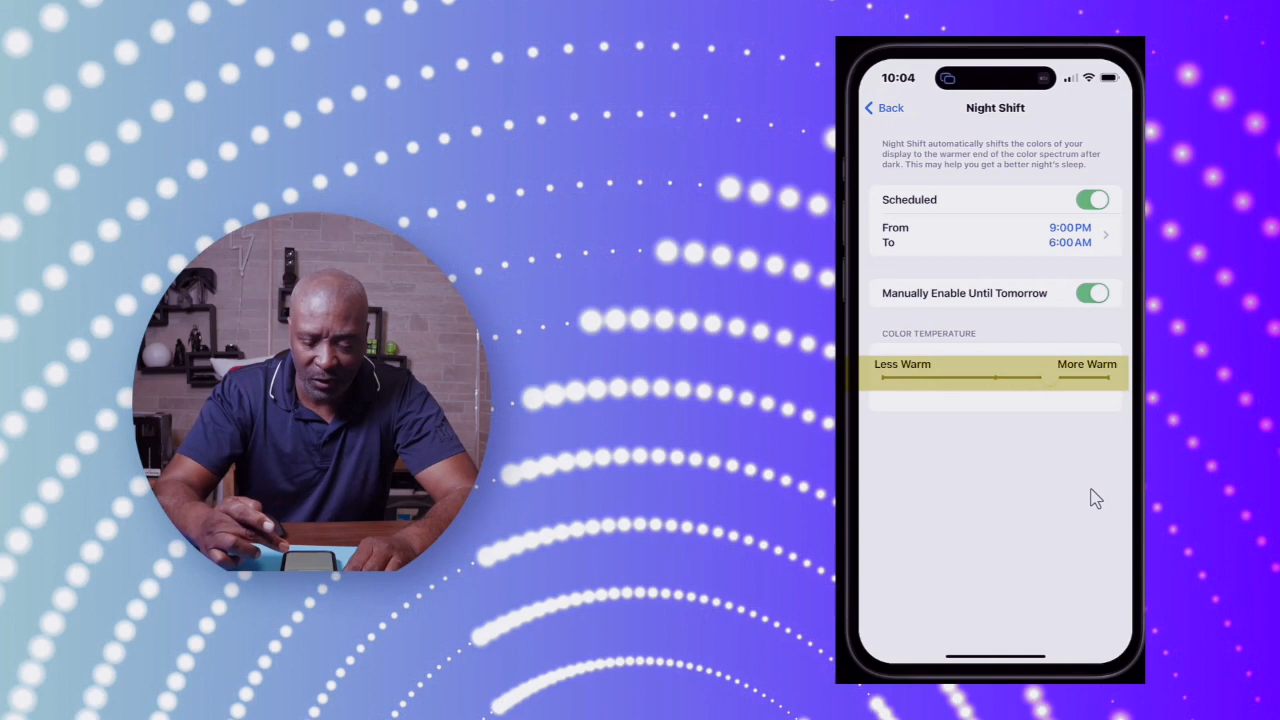 10:04
Back
Night Shift
Night Shift automatically shifts the colors of your
display to the warmer end of the color spectrum after
dark. This may help you get a better night's sleep.
Scheduled
From 9:00 PM
To 6:00 AM
Manually Enable Until Tomorrow
COLOR TEMPERATURE
Less Warm More Warm